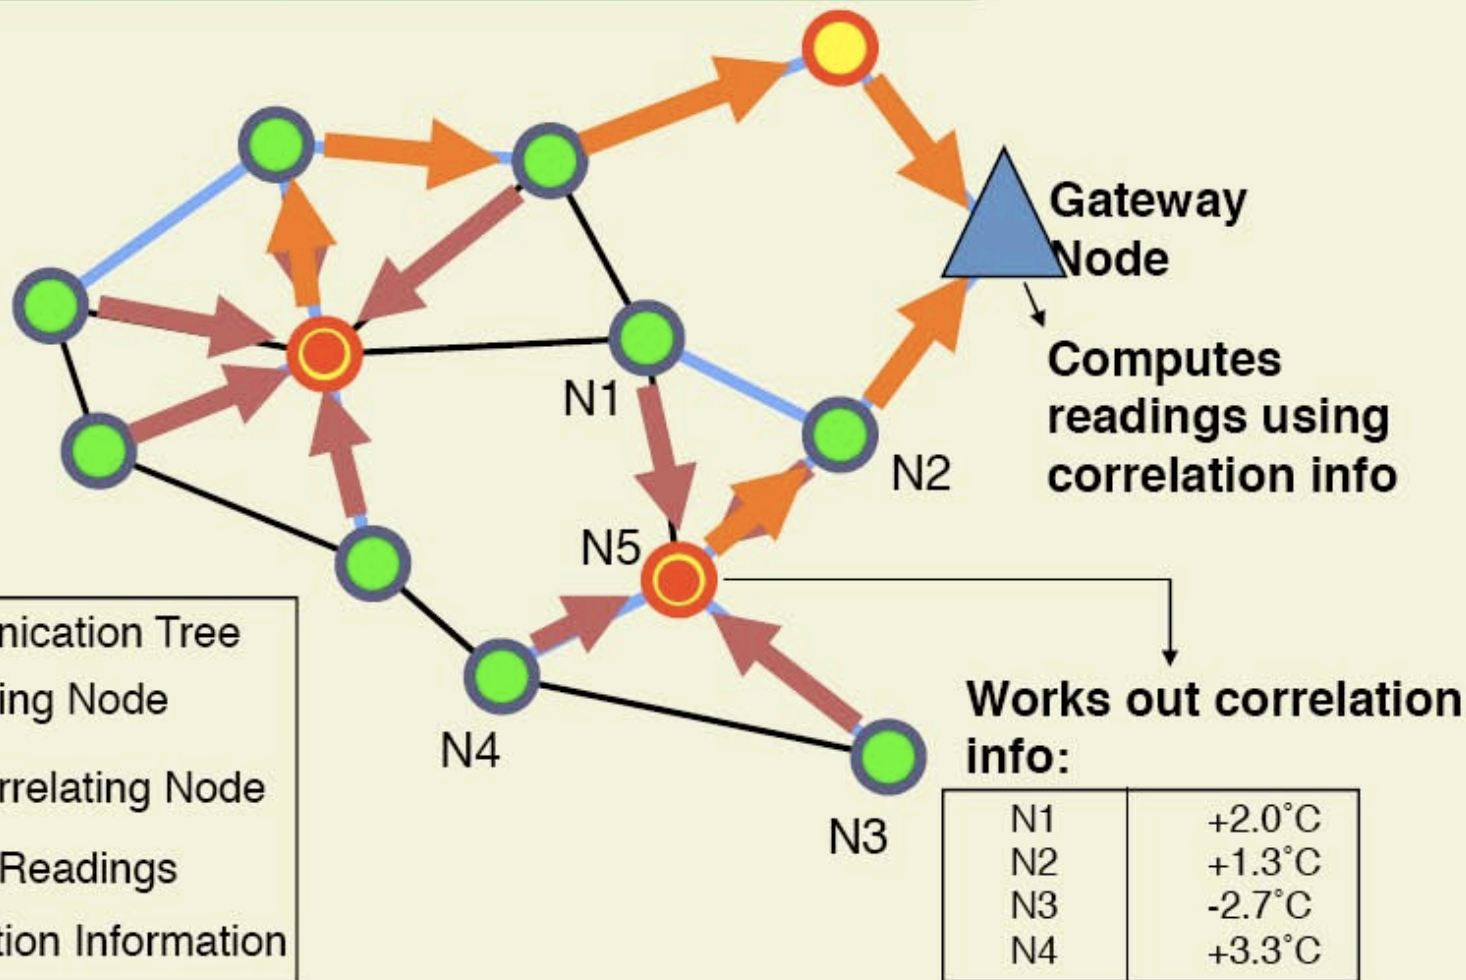 Gateway
Node
Computes
readings using
correlation info
N1
N2
N5
N4
N3
nication Tree
ing Node
rrelating Node
Readings
tion Information
Works out correlation
info:
N1 +2.0˚C
N2 +1.3˚C
N3 -2.7˚C
N4 +3.3˚C